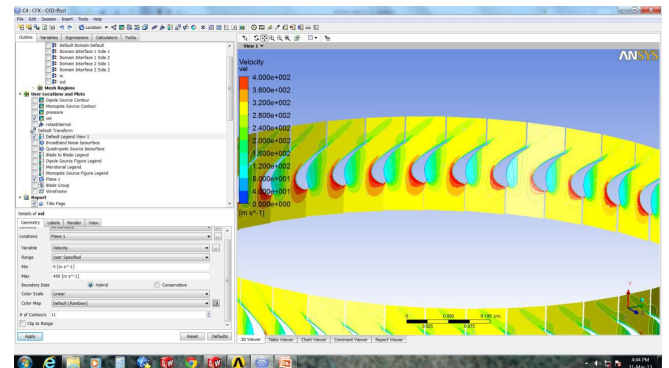 C4 : CFX - CFD-Post
File Edit Session Insert Tools Help
Location
Outline Variables Expressions Calculators Turbo
Default Domain Default
Domain Interface 1 Side 1
Domain Interface 1 Side 2
Domain Interface 2 Side 1
Domain Interface 2 Side 2
in
out
Mesh Regions
User Locations and Plots
Dipole Source Contour
Monopole Source Contour
pressure
vel
Default Transform
Default Legend View 1
Broadband Noise Isosurface
Quadrupole Source Isosurface
Blade to Blade Legend
Dipole Source Figure Legend
Meridional Legend
Monopole Source Figure Legend
Plane 1
Blade Group
Wireframe
Report
Title Page
Details of vel
Geometry Labels Render View
Locations Plane 1
Variable Velocity
Range User Specified
Min 0 [m s^-1]
Max 400 [m s^-1]
Boundary Data Hybrid Conservative
Color Scale Linear
Color Map Default (Rainbow)
# of Contours 11
Clip to Range
Apply Reset Defaults
View 1
ANSYS
Velocity
vel
4.000e+002
3.600e+002
3.200e+002
2.800e+002
2.400e+002
2.000e+002
1.600e+002
1.200e+002
8.000e+001
4.000e+001
0.000e+000
[m s^-1]
0 0.050 0.100 (m)
0.025 0.075
3D Viewer Table Viewer Chart Viewer Comment Viewer Report Viewer
4:44 PM
31-Mar-13